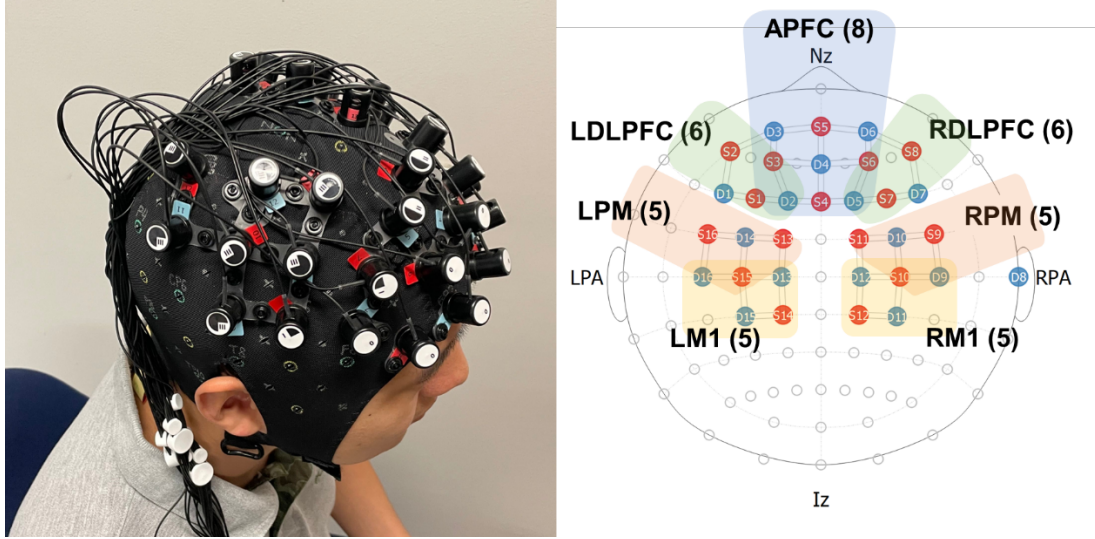 APFC (8)
Nz
LDLPFC (6)
RDLPFC (6)
D3 S5 D6
S2 S3 D4 S6 S8
D1 S1 D2 S4 D5 S7 D7
LPM (5)
RPM (5)
S16 D14 S13 S11 D10 S9
LPA
D16 S15 D13 D12 S10 D9 D8
RPA
D15 S14 S12 D11
LM1 (5)
RM1 (5)
Iz